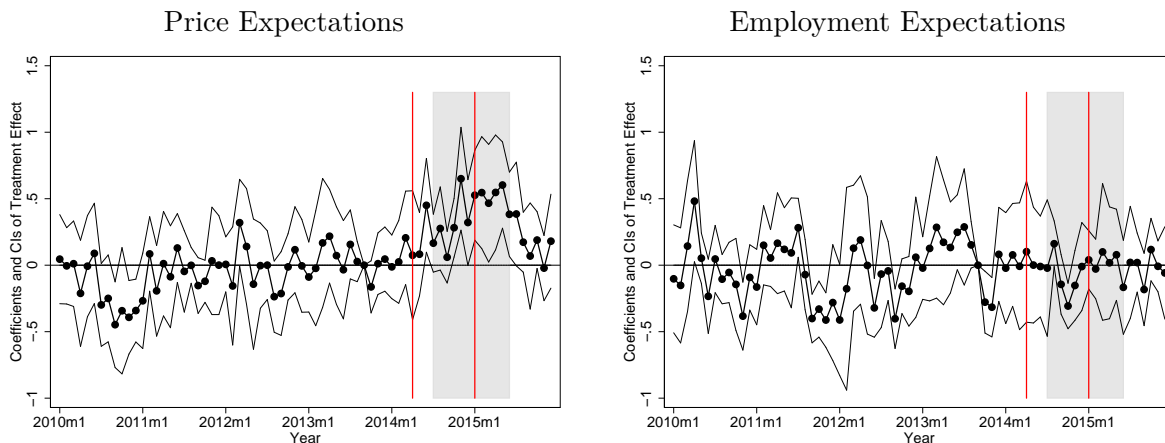 Price Expectations
Coefficients and CIs of Treatment Effect
1.5
1
.5
0
-.5
-1
2010m1 2011m1 2012m1 2013m1 2014m1 2015m1
Year
Employment Expectations
Coefficients and CIs of Treatment Effect
1.5
1
.5
0
-.5
-1
2010m1 2011m1 2012m1 2013m1 2014m1 2015m1
Year